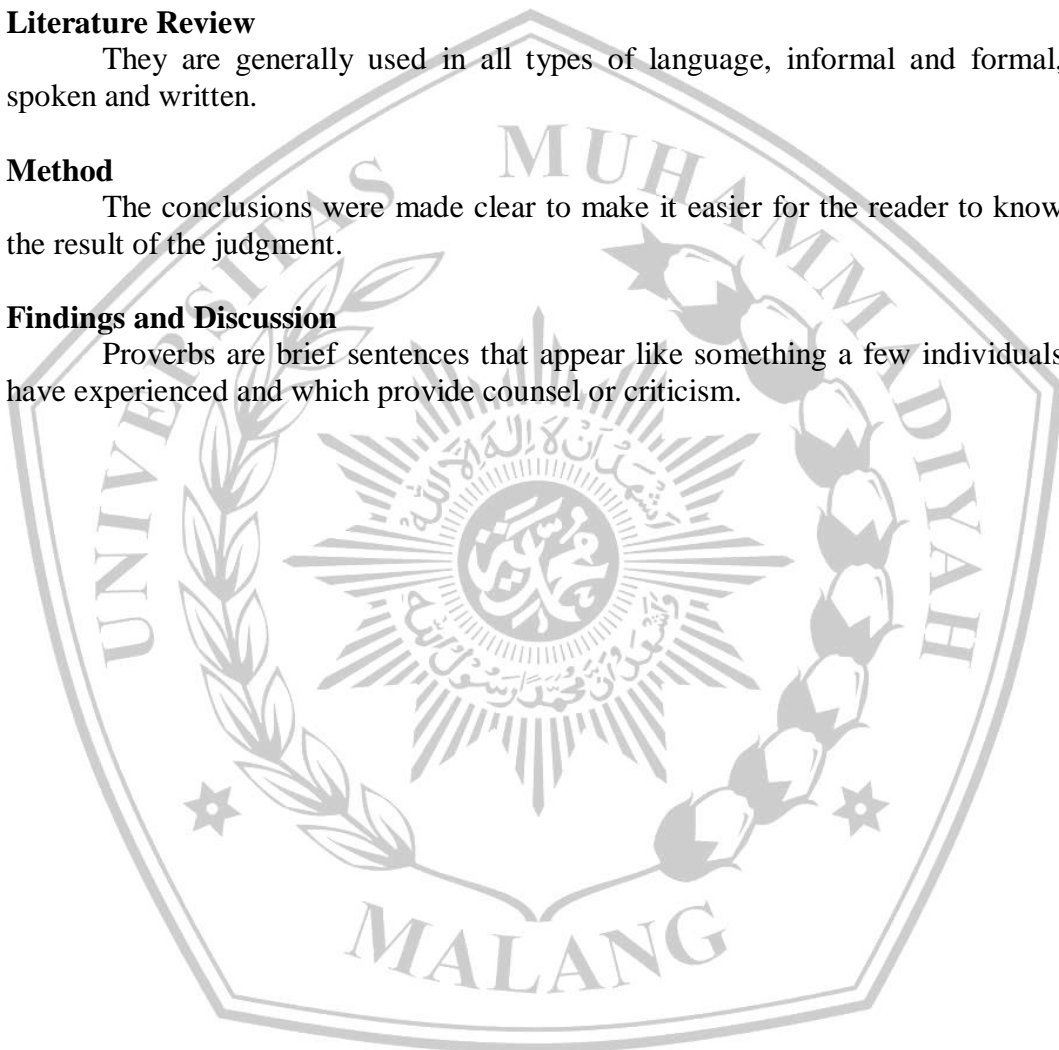 Literature Review
They are generally used in all types of language, informal and formal,
spoken and written.
Method
The conclusions were made clear to make it easier for the reader to know
the result of the judgment.
Findings and Discussion
Proverbs are brief sentences that appear like something a few individuals
have experienced and which provide counsel or criticism.
UNIVERSITAS MUHAMMADIYAH
MALANG